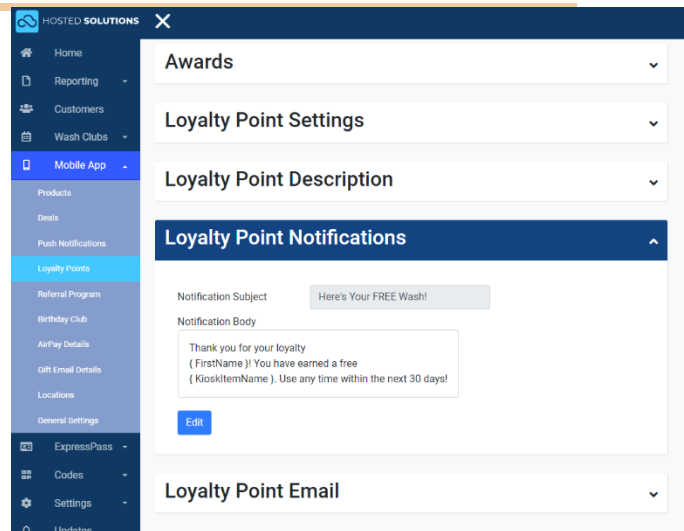 HOSTED SOLUTIONS
Home
Reporting
Customers
Wash Clubs
Mobile App
Products
Deals
Push Notifications
Loyalty Points
Referral Program
Birthday Club
AirPay Details
Gift Email Details
Locations
General Settings
ExpressPass
Codes
Settings
Updates
Awards
Loyalty Point Settings
Loyalty Point Description
Loyalty Point Notifications
Notification Subject
Here's Your FREE Wash!
Notification Body
Thank you for your loyalty
{ FirstName }! You have earned a free
{ KioskItemName }. Use any time within the next 30 days!
Edit
Loyalty Point Email